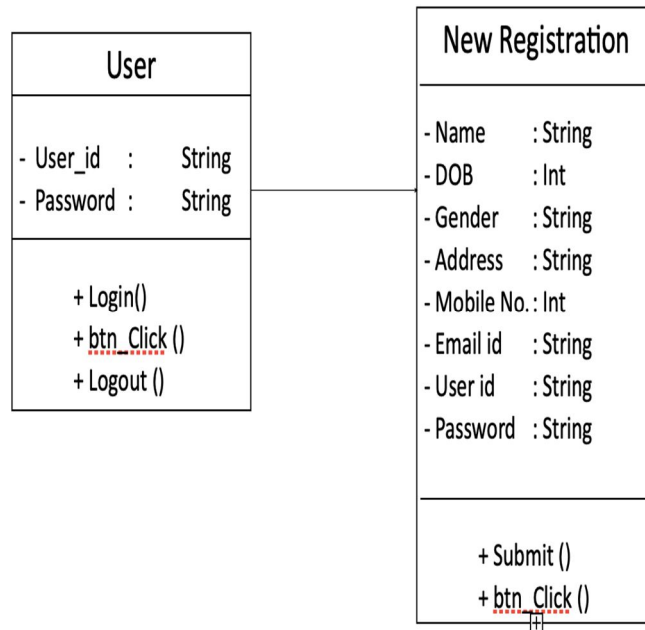 User
- User_id : String
- Password : String
+ Login()
+ btn_Click ()
+ Logout ()
New Registration
- Name : String
- DOB : Int
- Gender : String
- Address : String
- Mobile No. : Int
- Email id : String
- User id : String
- Password : String
+ Submit ()
+ btn_Click ()